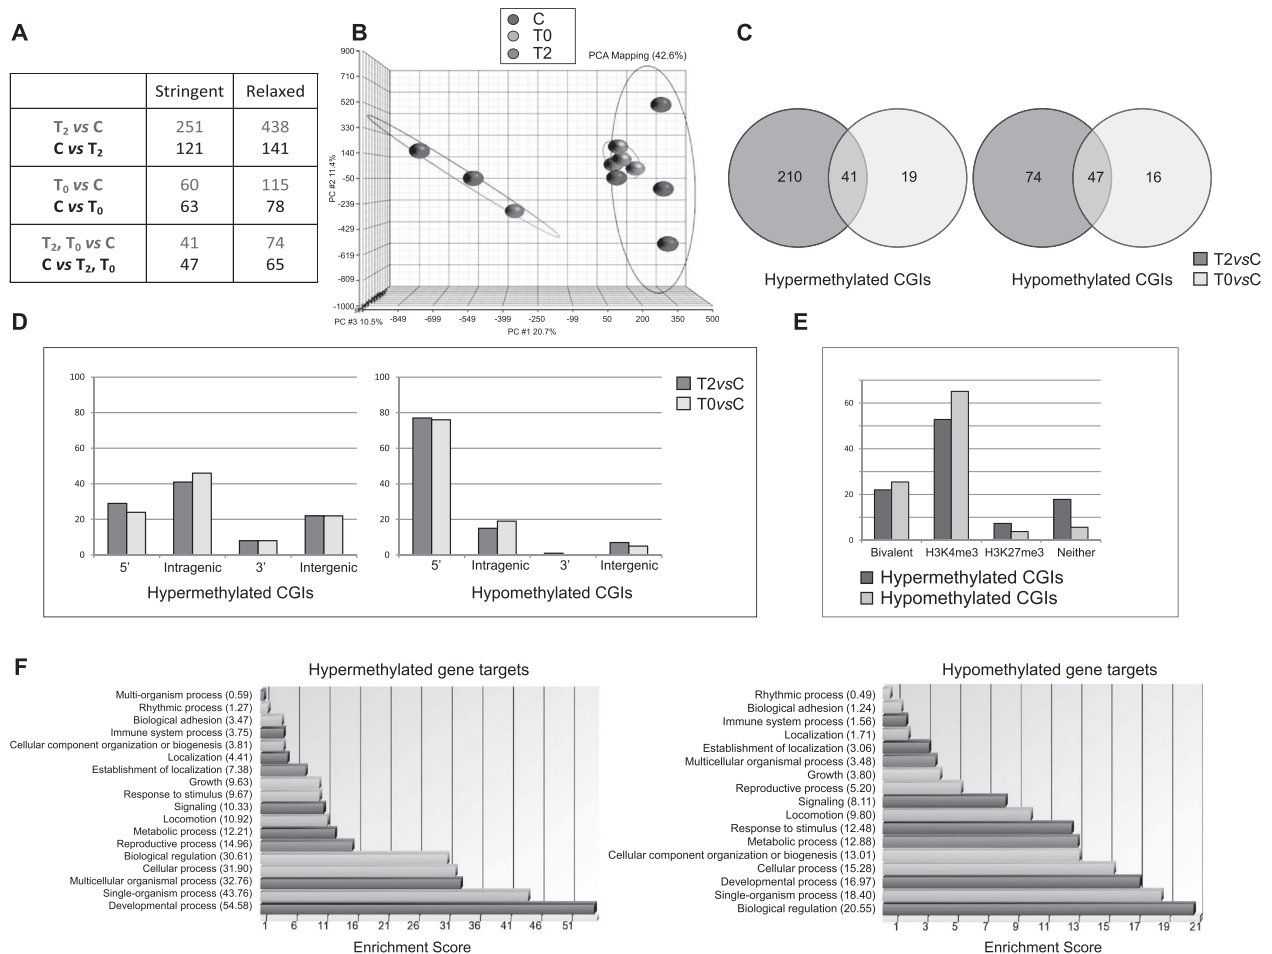 A
Stringent Relaxed
T2 vs C 251 438
C vs T2 121 141
T0 vs C 60 115
C vs T0 63 78
T2, T0 vs C 41 74
C vs T2, T0 47 65
B
C
T0
T2
PCA Mapping (42.6%)
900
710
520
330
140
-50
-239
-429
-619
-809
-1000
PC #2 11.4%
PC #3 10.5%
-849 -699 -549 -399 -250 -99 50 200 350 500
PC #1 20.7%
C
210 41 19
74 47 16
Hypermethylated CGIs
Hypomethylated CGIs
T2vsC
T0vsC
D
100
80
60
40
20
0
5' Intragenic 3' Intergenic
Hypermethylated CGIs
100
80
60
40
20
0
5' Intragenic 3' Intergenic
Hypomethylated CGIs
T2vsC
T0vsC
E
60
40
20
0
Bivalent H3K4me3 H3K27me3 Neither
Hypermethylated CGIs
Hypomethylated CGIs
F
Hypermethylated gene targets
Multi-organism process (0.59)
Rhythmic process (1.27)
Biological adhesion (3.47)
Immune system process (3.75)
Cellular component organization or biogenesis (3.81)
Localization (4.41)
Establishment of localization (7.38)
Growth (9.63)
Response to stimulus (9.67)
Signaling (10.33)
Locomotion (10.92)
Metabolic process (12.21)
Reproductive process (14.96)
Biological regulation (30.61)
Cellular process (31.90)
Multicellular organismal process (32.76)
Single-organism process (43.76)
Developmental process (54.58)
1 6 11 16 21 26 31 36 41 46 51
Enrichment Score
Hypomethylated gene targets
Rhythmic process (0.49)
Biological adhesion (1.24)
Immune system process (1.56)
Localization (1.71)
Establishment of localization (3.06)
Multicellular organismal process (3.48)
Growth (3.80)
Reproductive process (5.20)
Signaling (8.11)
Locomotion (9.80)
Response to stimulus (12.48)
Metabolic process (12.88)
Cellular component organization or biogenesis (13.01)
Cellular process (15.28)
Developmental process (16.97)
Single-organism process (18.40)
Biological regulation (20.55)
1 3 5 7 9 11 13 15 17 19 21
Enrichment Score